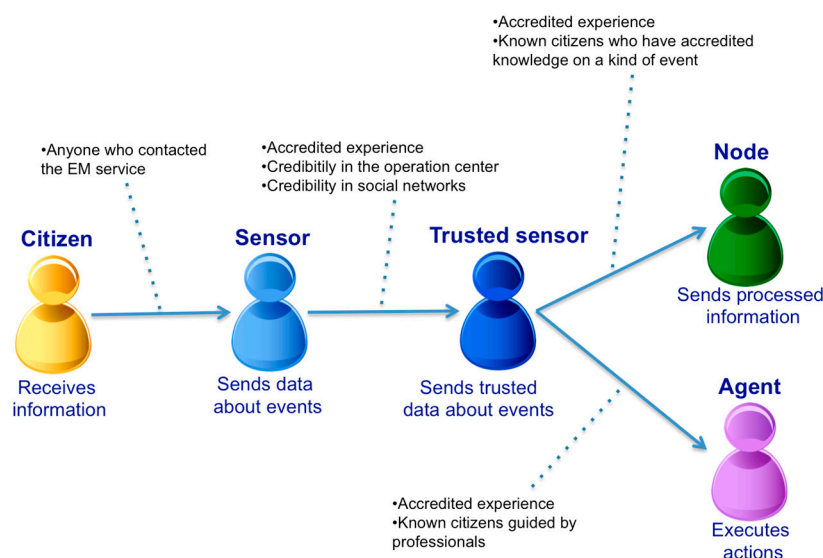 •Accredited experience
•Known citizens who have accredited
knowledge on a kind of event
•Anyone who contacted
the EM service
•Accredited experience
•Credibitily in the operation center
•Credibility in social networks
Node
Citizen
Sensor
Trusted sensor
Sends processed
information
Receives
information
Sends data
about events
Sends trusted
data about events
Agent
•Accredited experience
•Known citizens guided by
professionals
Executes
actions